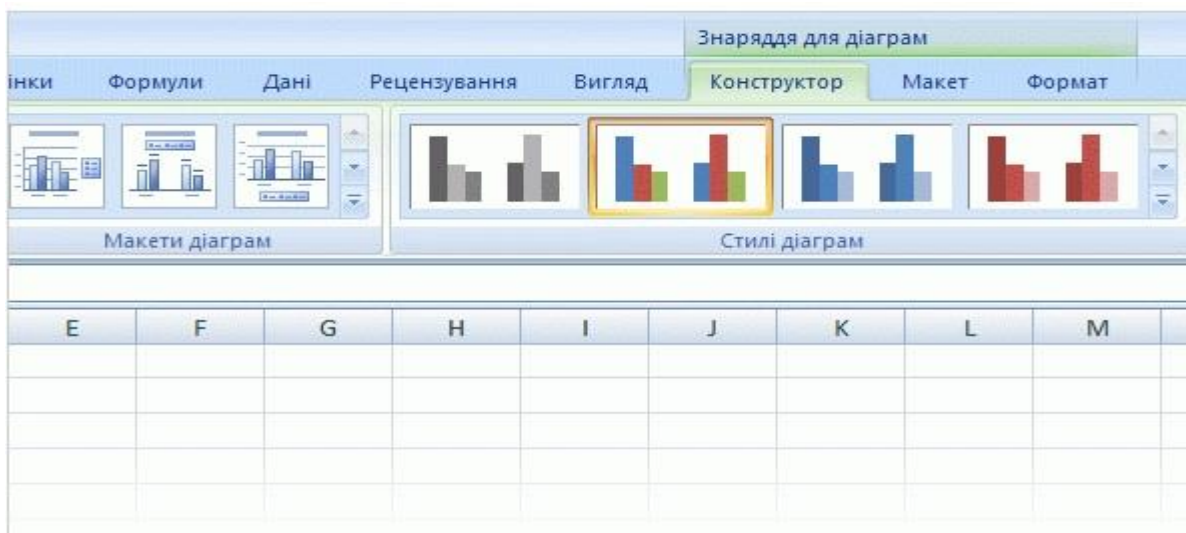 Знаряддя для діаграм
інки Формули Дані Рецензування Вигляд Конструктор Макет Формат
Макети діаграм Стилі діаграм
E F G H I J K L M